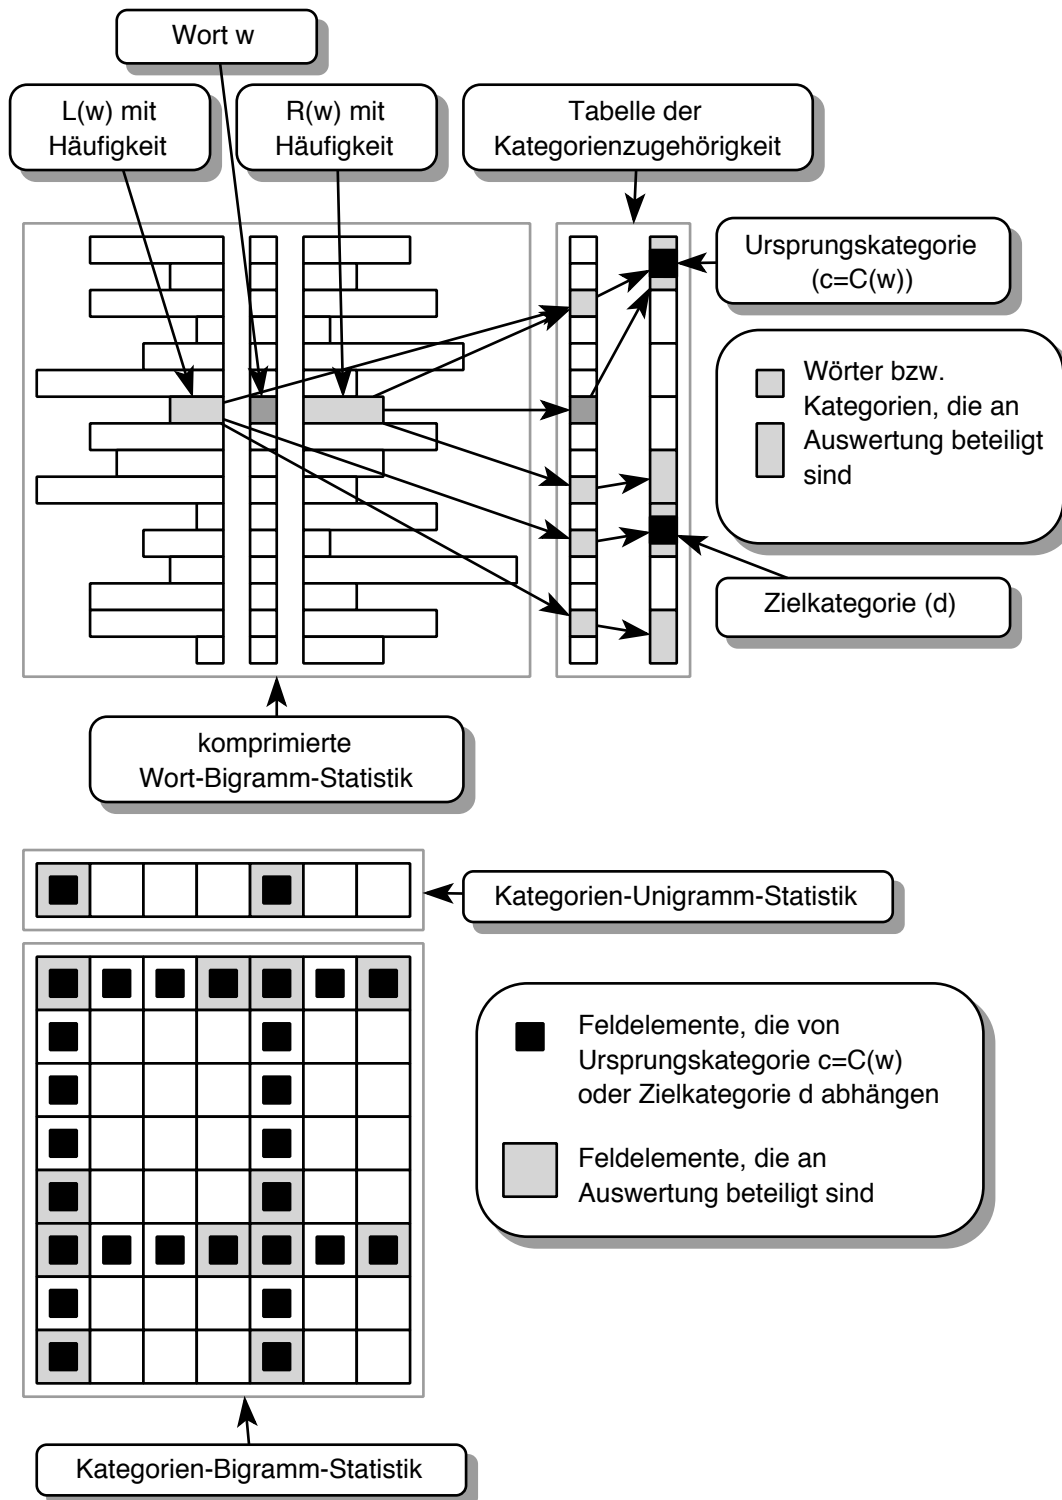 Wort w
L(w) mit
Häufigkeit
R(w) mit
Häufigkeit
Tabelle der
Kategorienzugehörigkeit
Ursprungskategorie
(c=C(w))
Wörter bzw.
Kategorien, die an
Auswertung beteiligt
sind
Zielkategorie (d)
komprimierte
Wort-Bigramm-Statistik
Kategorien-Unigramm-Statistik
Feldelemente, die von
Ursprungskategorie c=C(w)
oder Zielkategorie d abhängen
Feldelemente, die an
Auswertung beteiligt sind
Kategorien-Bigramm-Statistik